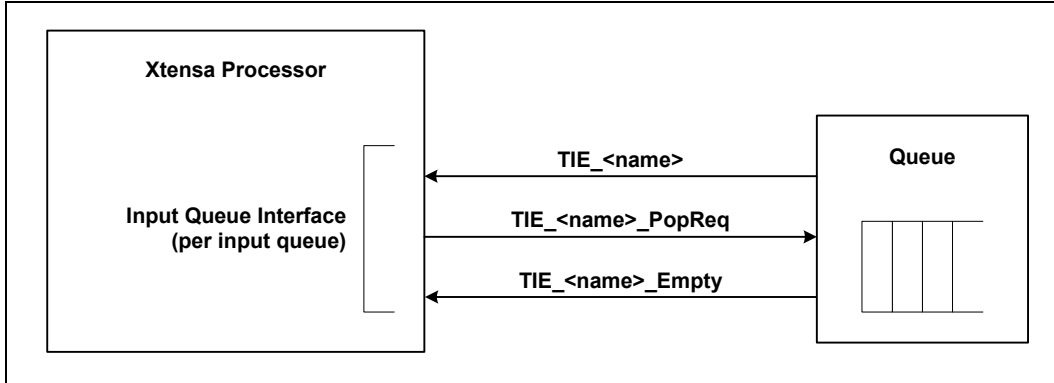 Xtensa Processor
Queue
TIE_<name>
Input Queue Interface
(per input queue)
TIE_<name>_PopReq
TIE_<name>_Empty